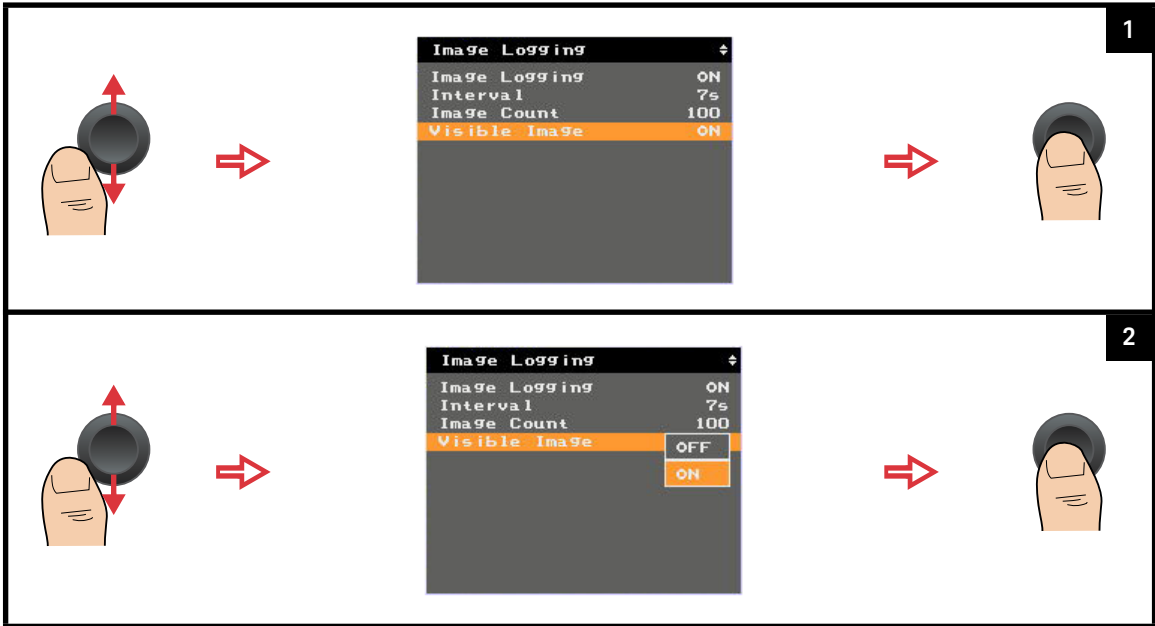 1
Image Logging
Image Logging ON
Interval 7s
Image Count 100
Visible Image ON
2
Image Logging
Image Logging ON
Interval 7s
Image Count 100
Visible Image OFF
ON